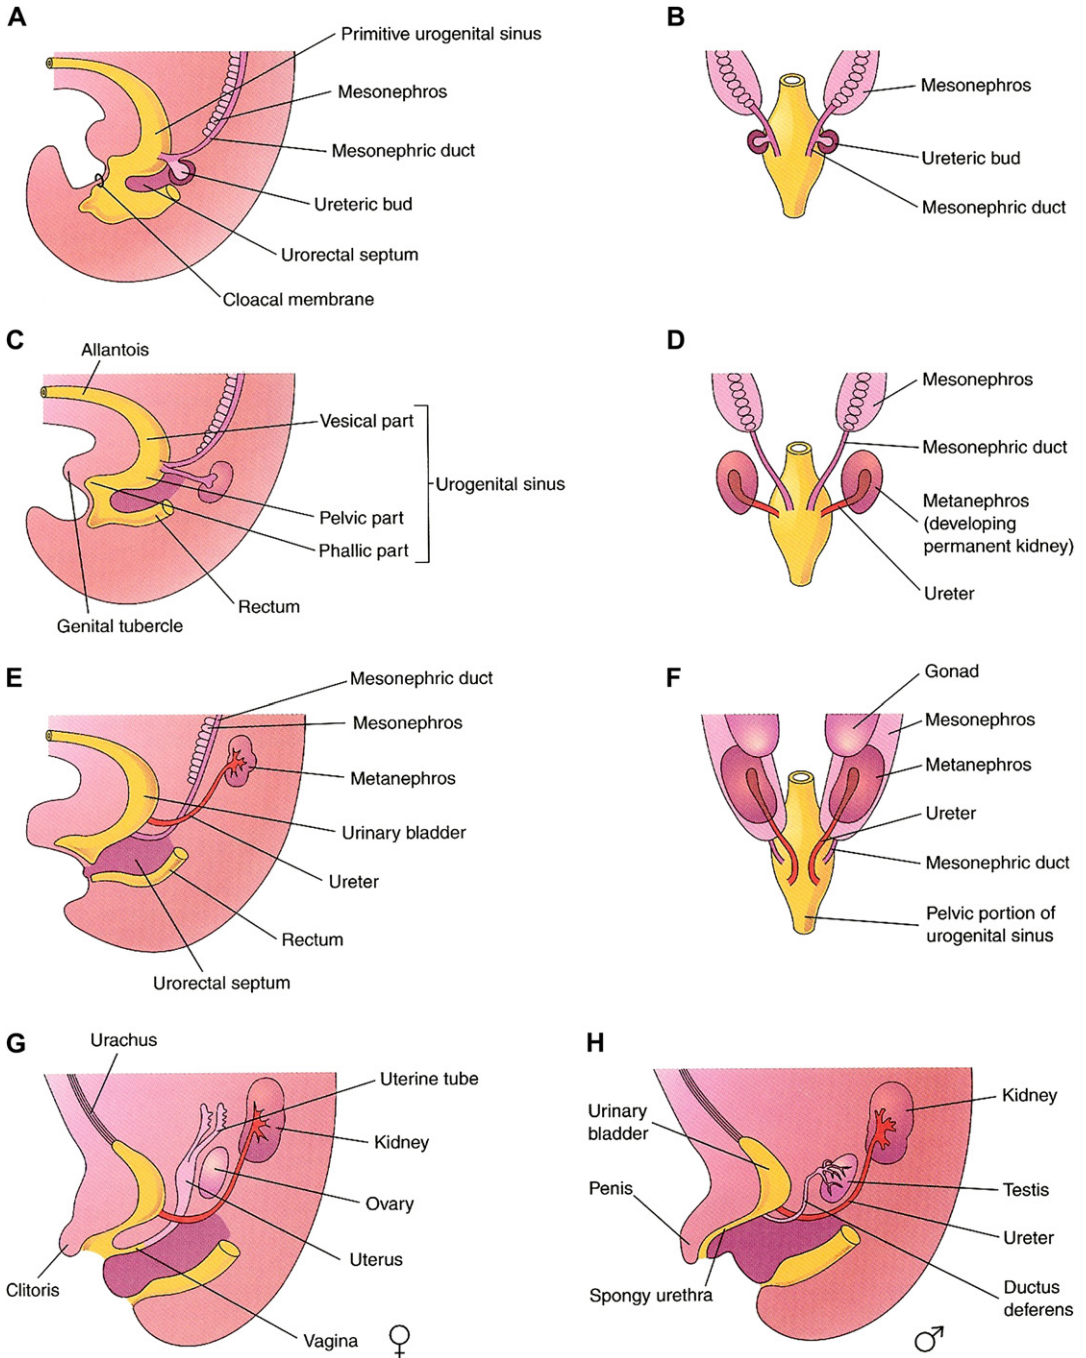 A
Primitive urogenital sinus
Mesonephros
Mesonephric duct
Ureteric bud
Urorectal septum
Cloacal membrane
B
Mesonephros
Ureteric bud
Mesonephric duct
C
Allantois
Vesical part
Urogenital sinus
Pelvic part
Phallic part
Rectum
Genital tubercle
D
Mesonephros
Mesonephric duct
Metanephros
(developing
permanent kidney)
Ureter
E
Mesonephric duct
Mesonephros
Metanephros
Urinary bladder
Ureter
Rectum
Urorectal septum
F
Gonad
Mesonephros
Metanephros
Ureter
Mesonephric duct
Pelvic portion of
urogenital sinus
G
Urachus
Uterine tube
Kidney
Ovary
Uterus
Clitoris
Vagina
♀
H
Kidney
Urinary
bladder
Penis
Testis
Ureter
Spongy urethra
Ductus
deferens
♂